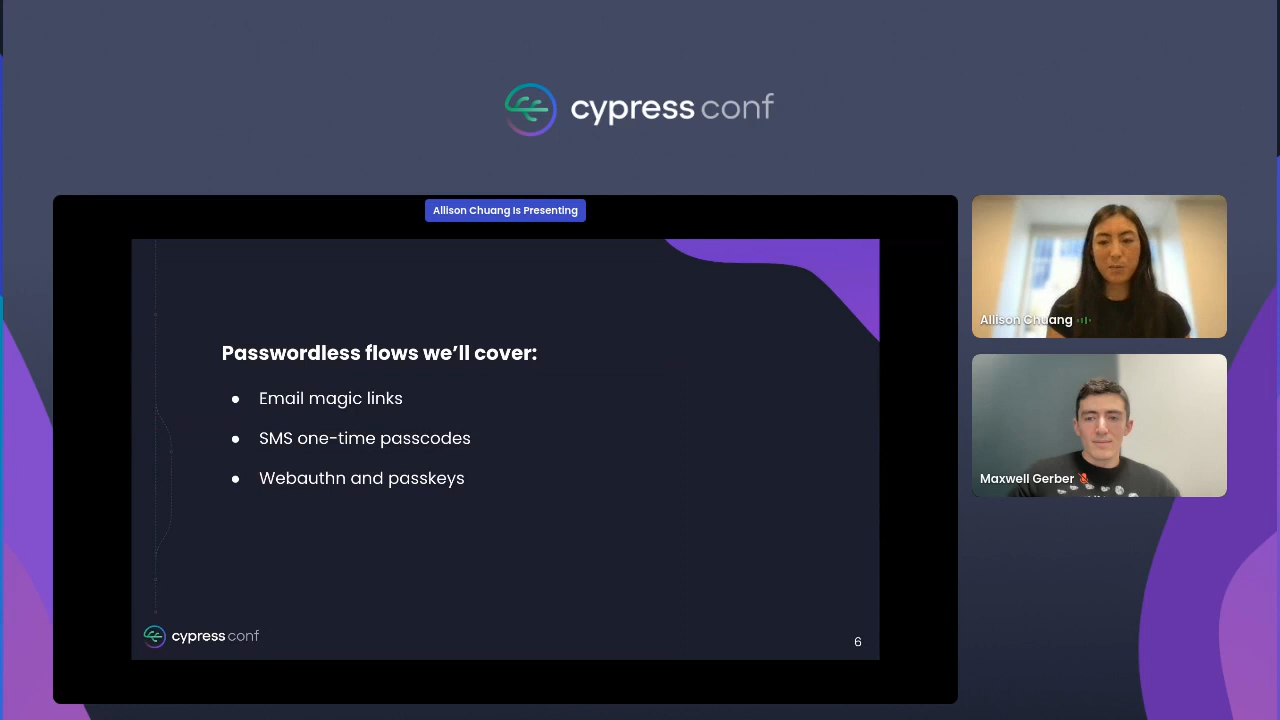 cypress conf
Allison Chuang Is Presenting
Passwordless flows we’ll cover:
● Email magic links
● SMS one-time passcodes
● Webauthn and passkeys
cypress conf
6
Allison Chuang
Maxwell Gerber